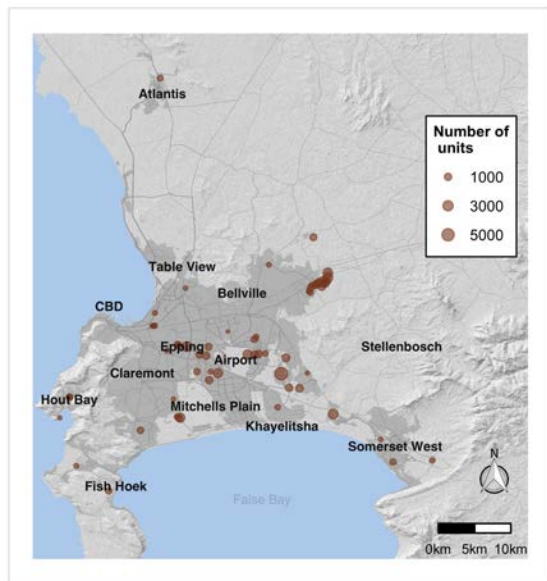 Atlantis
Number of
units
1000
3000
5000
Table View
Bellville
CBD
Epping
Stellenbosch
Airport
Claremont
Hout Bay
Mitchells Plain
Khayelitsha
Somerset West
N
Fish Hoek
False Bay
0km 5km 10km